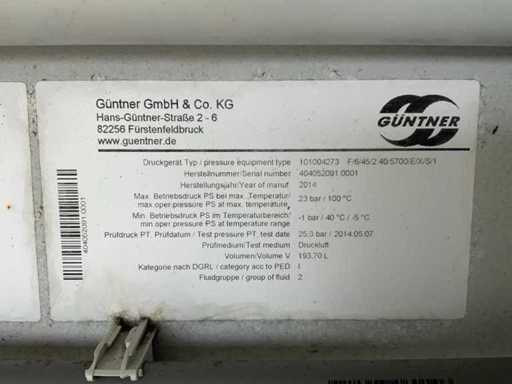 Güntner GmbH & Co. KG
Hans-Güntner-Straße 2 - 6
82256 Fürstenfeldbruck
www.guentner.com
GÜNTNER
Druckgerät Typ / pressure equipment type 101004273 F/6/45/2.40/5700/E/X/S/1
Herstellernummer/Serial number 404052091.0001
Herstellungsjahr/Year of manuf. 2014
Max. Betriebsdruck PS bei max. Temperatur/ 23 bar / 100 °C
max oper pressure PS at max. temperature,
Min. Betriebsdruck PS im Temperaturbereich/ -1 bar / 40 °C / -5 °C
min oper pressure PS at temperature range
Prüfdruck PT, Prüfdatum / Test pressure PT, test date 25,3 bar / 2014.05.07
Prüfmedium/Test medium Druckluft
Volumen/Volume V 193,70 L
Kategorie nach DGRL / category acc to PED I
Fluidgruppe / group of fluid 2
404052091.0001